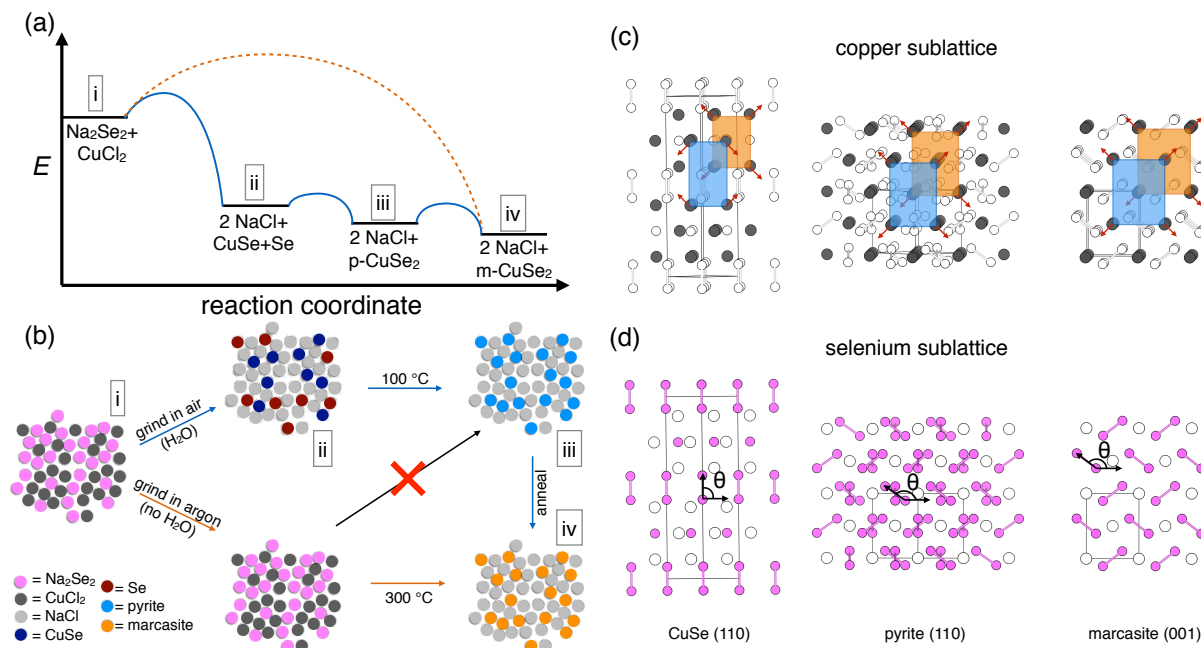 (a)
E
i
Na₂Se₂+
CuCl₂
ii
2 NaCl+
CuSe+Se
iii
2 NaCl+
p-CuSe₂
iv
2 NaCl+
m-CuSe₂
reaction coordinate
(b)
i
grind in air
(H₂O)
grind in argon
(no H₂O)
ii
100 °C
iii
anneal
iv
300 °C
= Na₂Se₂
= CuCl₂
= NaCl
= CuSe
= Se
= pyrite
= marcasite
(c)
copper sublattice
(d)
selenium sublattice
θ
θ
θ
CuSe (110)
pyrite (110)
marcasite (001)